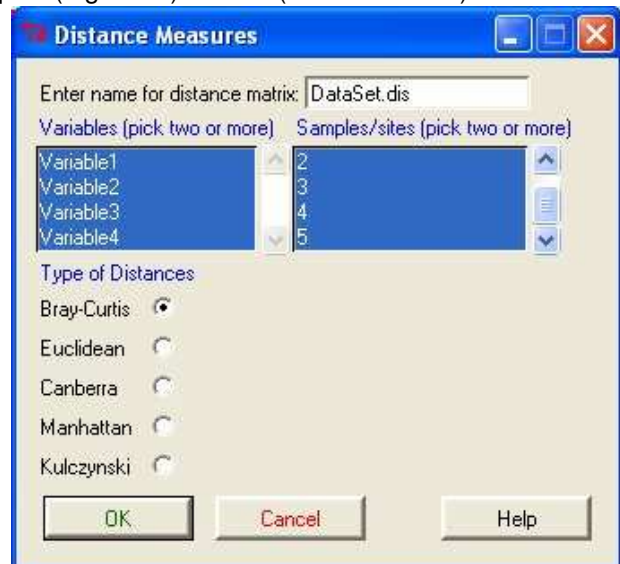 Distance Measures
Enter name for distance matrix: DataSet.dis
Variables (pick two or more) Samples/sites (pick two or more)
Variable1 2
Variable2 3
Variable3 4
Variable4 5
Type of Distances
Bray-Curtis
Euclidean
Canberra
Manhattan
Kulczynski
OK Cancel Help